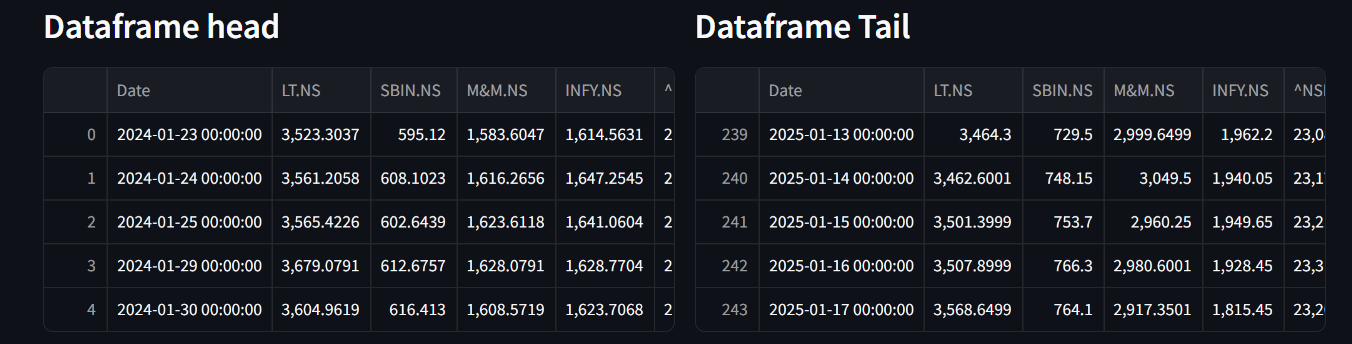 Dataframe head
Date LT.NS SBIN.NS M&M.NS INFY.NS ^
0 2024-01-23 00:00:00 3,523.3037 595.12 1,583.6047 1,614.5631 2
1 2024-01-24 00:00:00 3,561.2058 608.1023 1,616.2656 1,647.2545 2
2 2024-01-25 00:00:00 3,565.4226 602.6439 1,623.6118 1,641.0604 2
3 2024-01-29 00:00:00 3,679.0791 612.6757 1,628.0791 1,628.7704 2
4 2024-01-30 00:00:00 3,604.9619 616.413 1,608.5719 1,623.7068 2
Dataframe Tail
Date LT.NS SBIN.NS M&M.NS INFY.NS ^NS
239 2025-01-13 00:00:00 3,464.3 729.5 2,999.6499 1,962.2 23,0
240 2025-01-14 00:00:00 3,462.6001 748.15 3,049.5 1,940.05 23,1
241 2025-01-15 00:00:00 3,501.3999 753.7 2,960.25 1,949.65 23,2
242 2025-01-16 00:00:00 3,507.8999 766.3 2,980.6001 1,928.45 23,3
243 2025-01-17 00:00:00 3,568.6499 764.1 2,917.3501 1,815.45 23,2